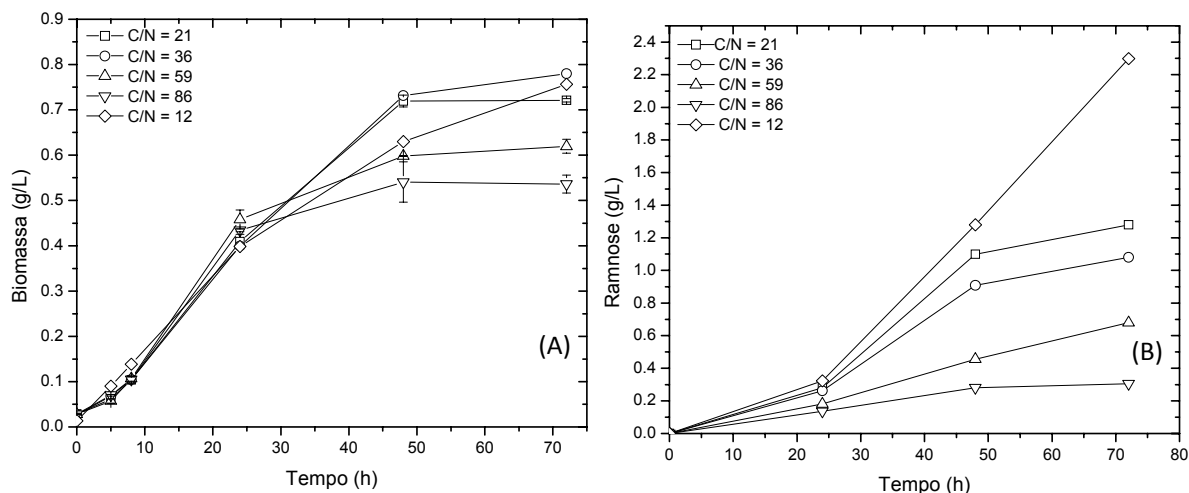 C/N = 21
C/N = 36
C/N = 59
C/N = 86
C/N = 12
0.9
0.8
0.7
0.6
0.5
0.4
0.3
0.2
0.1
0.0
Biomassa (g/L)
(A)
0 10 20 30 40 50 60 70
Tempo (h)
C/N = 21
C/N = 36
C/N = 59
C/N = 86
C/N = 12
2.4
2.2
2.0
1.8
1.6
1.4
1.2
1.0
0.8
0.6
0.4
0.2
0.0
Ramnose (g/L)
(B)
0 10 20 30 40 50 60 70 80
Tempo (h)